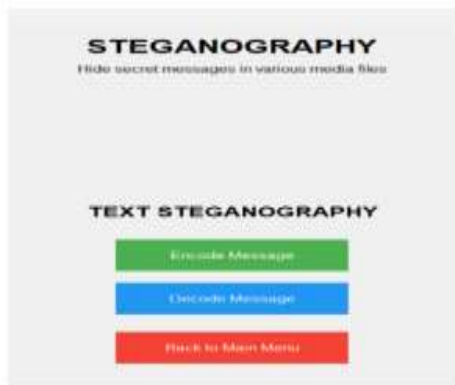 STEGANOGRAPHY
Hide secret messages in various media files
TEXT STEGANOGRAPHY
Encode Message
Decode Message
Back to Main Menu